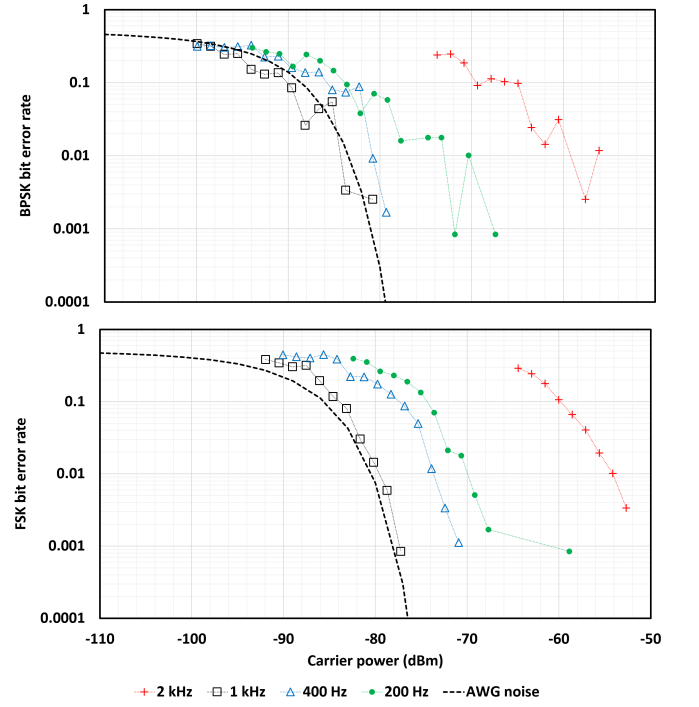 1
0.1
0.01
0.001
0.0001
BPSK bit error rate
1
0.1
0.01
0.001
0.0001
FSK bit error rate
-110 -100 -90 -80 -70 -60 -50
Carrier power (dBm)
2 kHz 1 kHz 400 Hz 200 Hz AWG noise